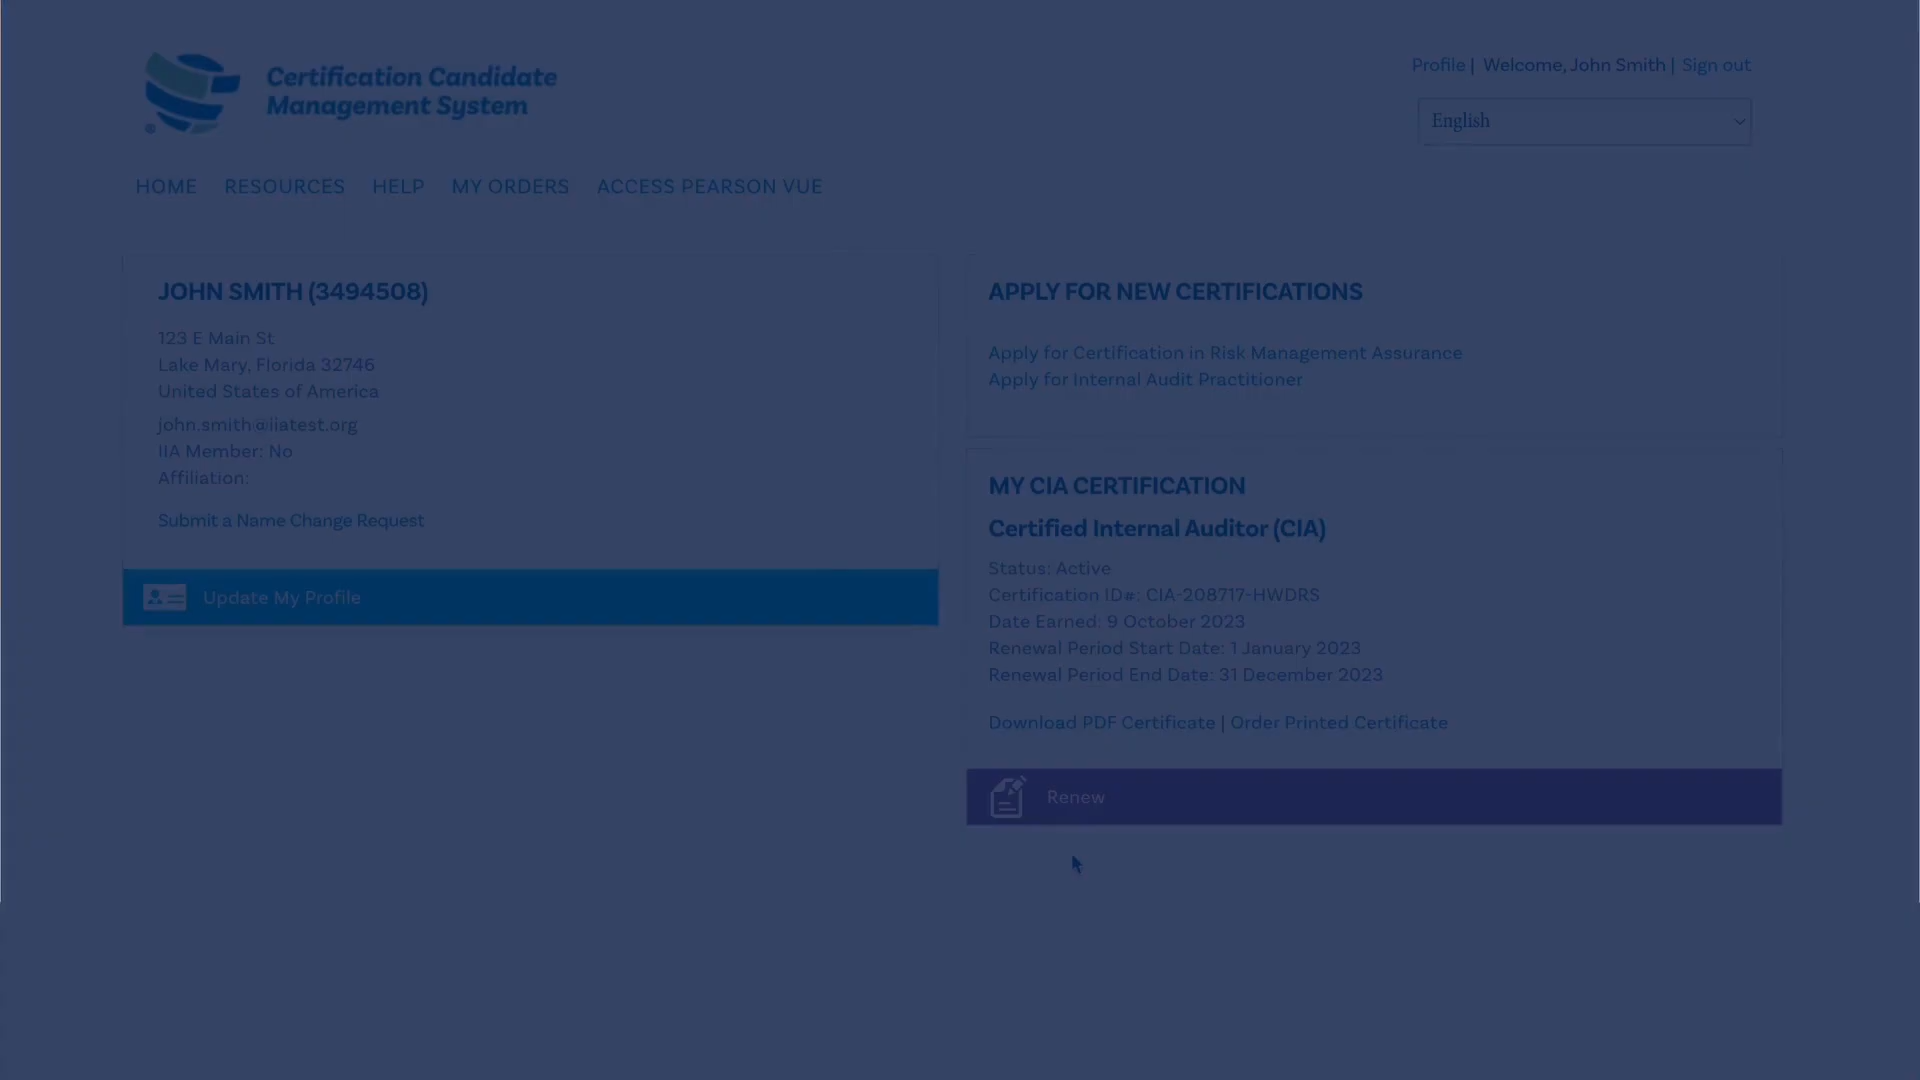 Certification Candidate
Management System
®
Profile | Welcome, John Smith | Sign out
English
HOME RESOURCES HELP MY ORDERS ACCESS PEARSON VUE
JOHN SMITH (3494508)
123 E Main St
Lake Mary, Florida 32746
United States of America
john.smith@iiatest.org
IIA Member: No
Affiliation:
Submit a Name Change Request
Update My Profile
APPLY FOR NEW CERTIFICATIONS
Apply for Certification in Risk Management Assurance
Apply for Internal Audit Practitioner
MY CIA CERTIFICATION
Certified Internal Auditor (CIA)
Status: Active
Certification ID#: CIA-208717-HWDRS
Date Earned: 9 October 2023
Renewal Period Start Date: 1 January 2023
Renewal Period End Date: 31 December 2023
Download PDF Certificate | Order Printed Certificate
Renew